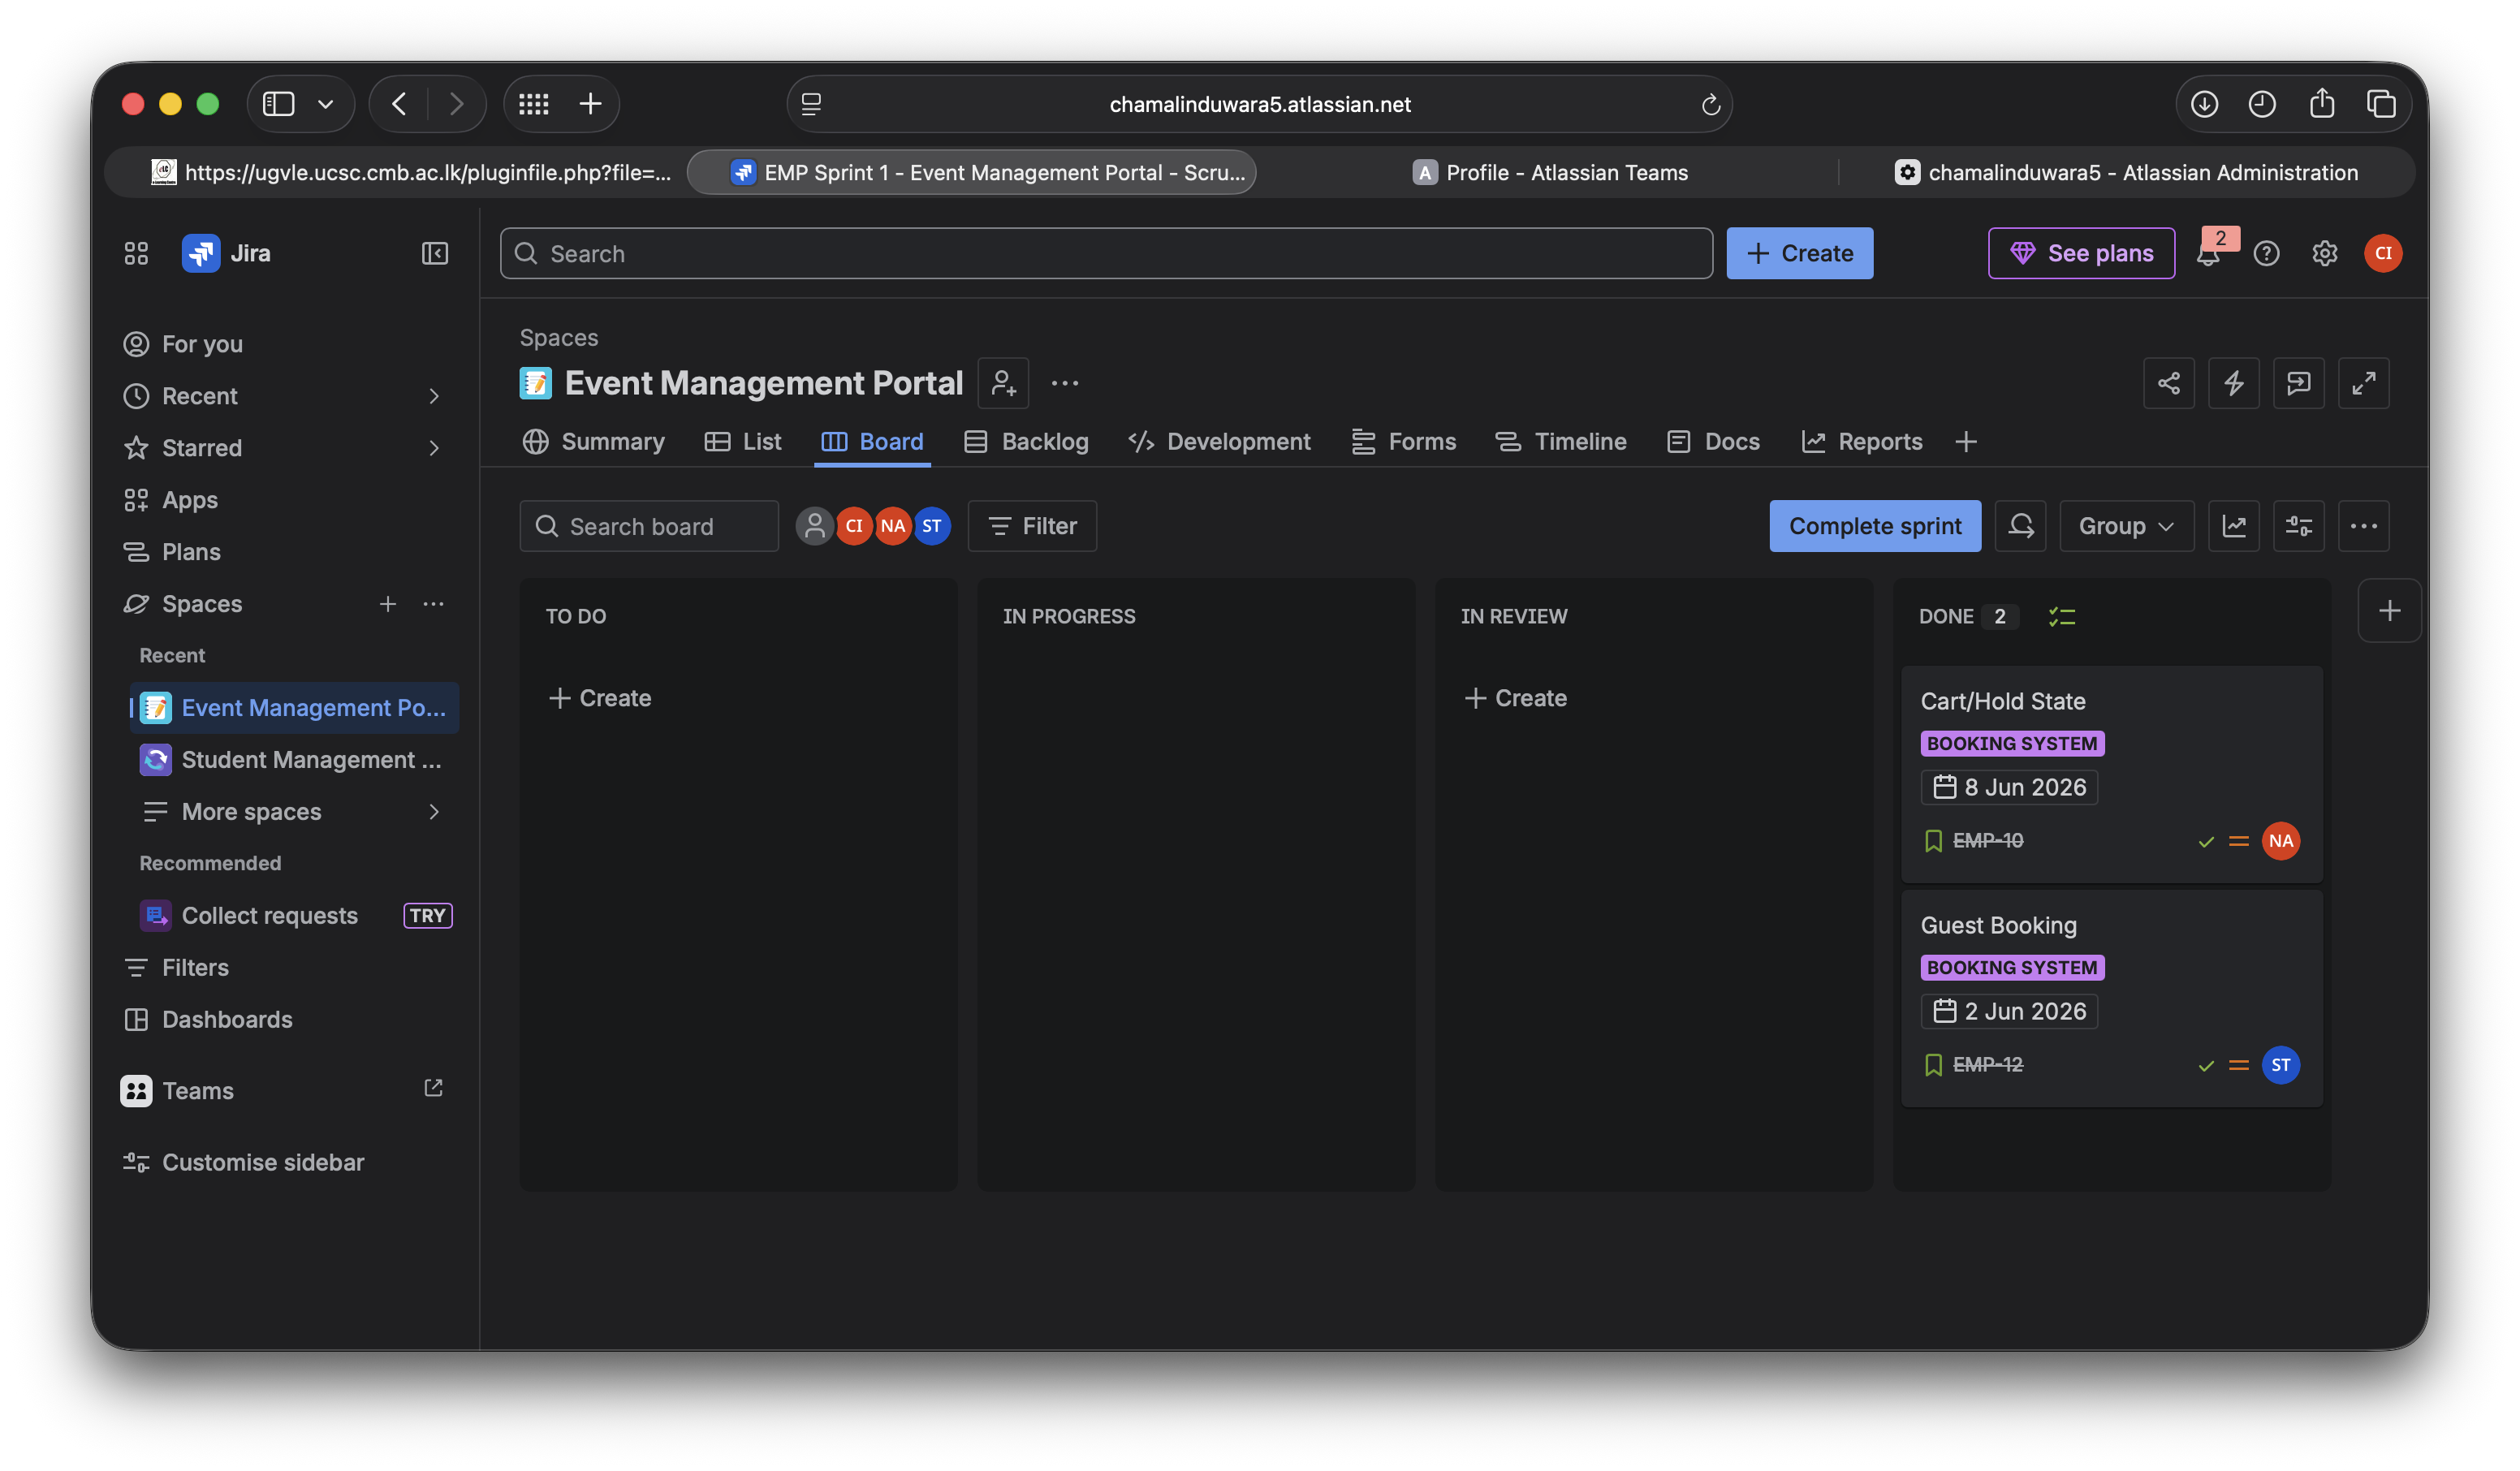 chamalinduwara5.atlassian.net
https://ugvle.ucsc.cmb.ac.lk/pluginfile.php?file=...
EMP Sprint 1 - Event Management Portal - Scru...
A
Profile - Atlassian Teams
chamalinduwara5 - Atlassian Administration
Jira
Search
Create
See plans
2
CI
For you
Recent
Starred
Apps
Plans
Spaces
Recent
Event Management Po...
Student Management ...
More spaces
Recommended
Collect requests
TRY
Filters
Dashboards
Teams
Customise sidebar
Spaces
Event Management Portal
Summary
List
Board
Backlog
Development
Forms
Timeline
Docs
Reports
Search board
CI
NA
ST
Filter
Complete sprint
Group
TO DO
Create
IN PROGRESS
IN REVIEW
Create
DONE 2
Cart/Hold State
BOOKING SYSTEM
8 Jun 2026
EMP-10
NA
Guest Booking
BOOKING SYSTEM
2 Jun 2026
EMP-12
ST